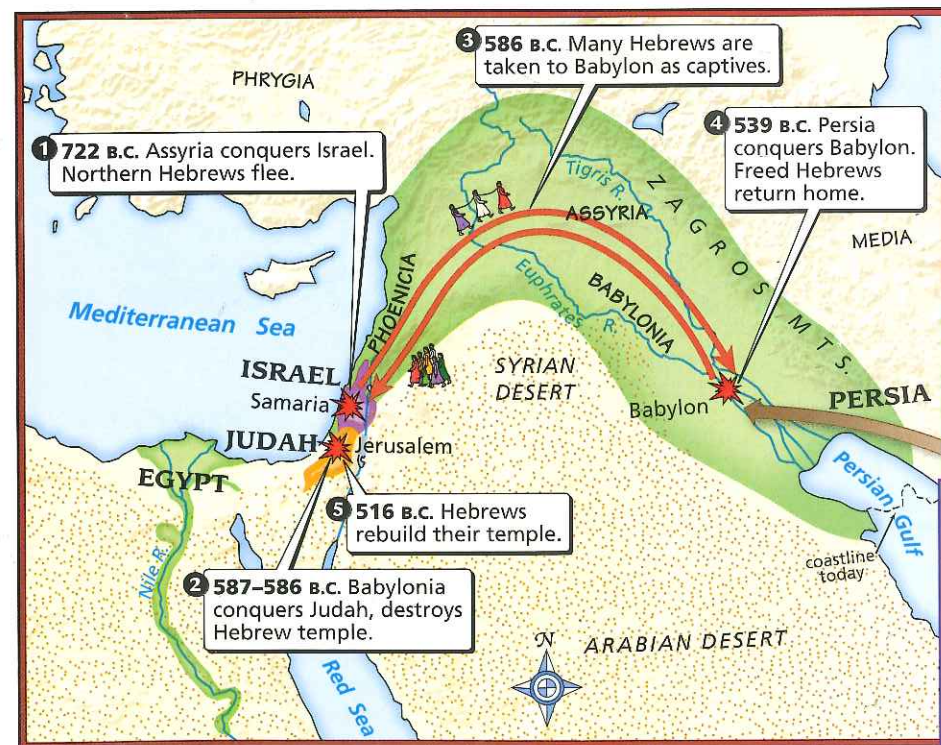 PHRYGIA
3 586 B.C. Many Hebrews are
taken to Babylon as captives.
1 722 B.C. Assyria conquers Israel.
Northern Hebrews flee.
4 539 B.C. Persia
conquers Babylon.
Freed Hebrews
return home.
Tigris R.
ZAGROS MTS.
ASSYRIA
MEDIA
PHOENICIA
Euphrates R.
BABYLONIA
Mediterranean Sea
ISRAEL
Samaria
SYRIAN
DESERT
Babylon
PERSIA
JUDAH
Jerusalem
EGYPT
Persian Gulf
5 516 B.C. Hebrews
rebuild their temple.
coastline
today
Nile R.
2 587–586 B.C. Babylonia
conquers Judah, destroys
Hebrew temple.
N
ARABIAN DESERT
Red Sea